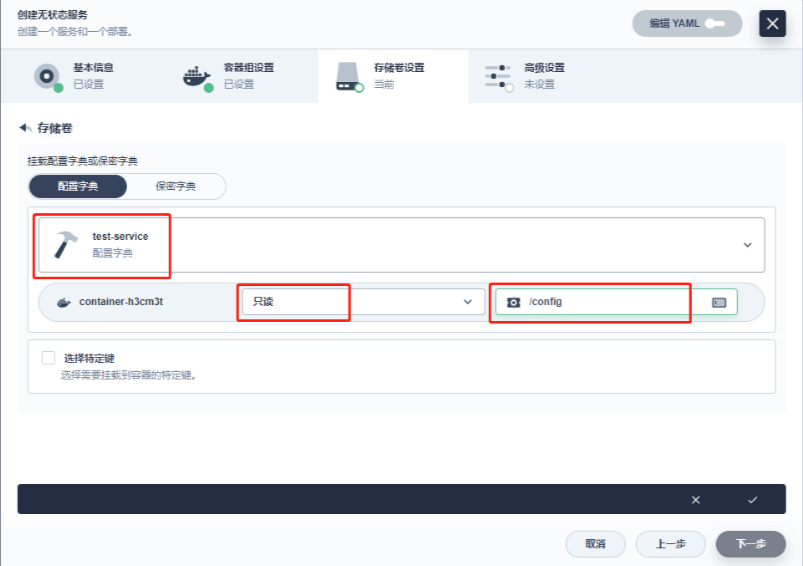 创建无状态服务
编辑 YAML
创建一个服务和一个部署。
基本信息
已设置
容器组设置
已设置
存储卷设置
当前
高级设置
未设置
存储卷
挂载配置字典或保密字典
配置字典
保密字典
test-service
配置字典
container-h3cm3t
只读
/config
选择特定键
选择需要挂载到容器的特定键。
取消
上一步
下一步